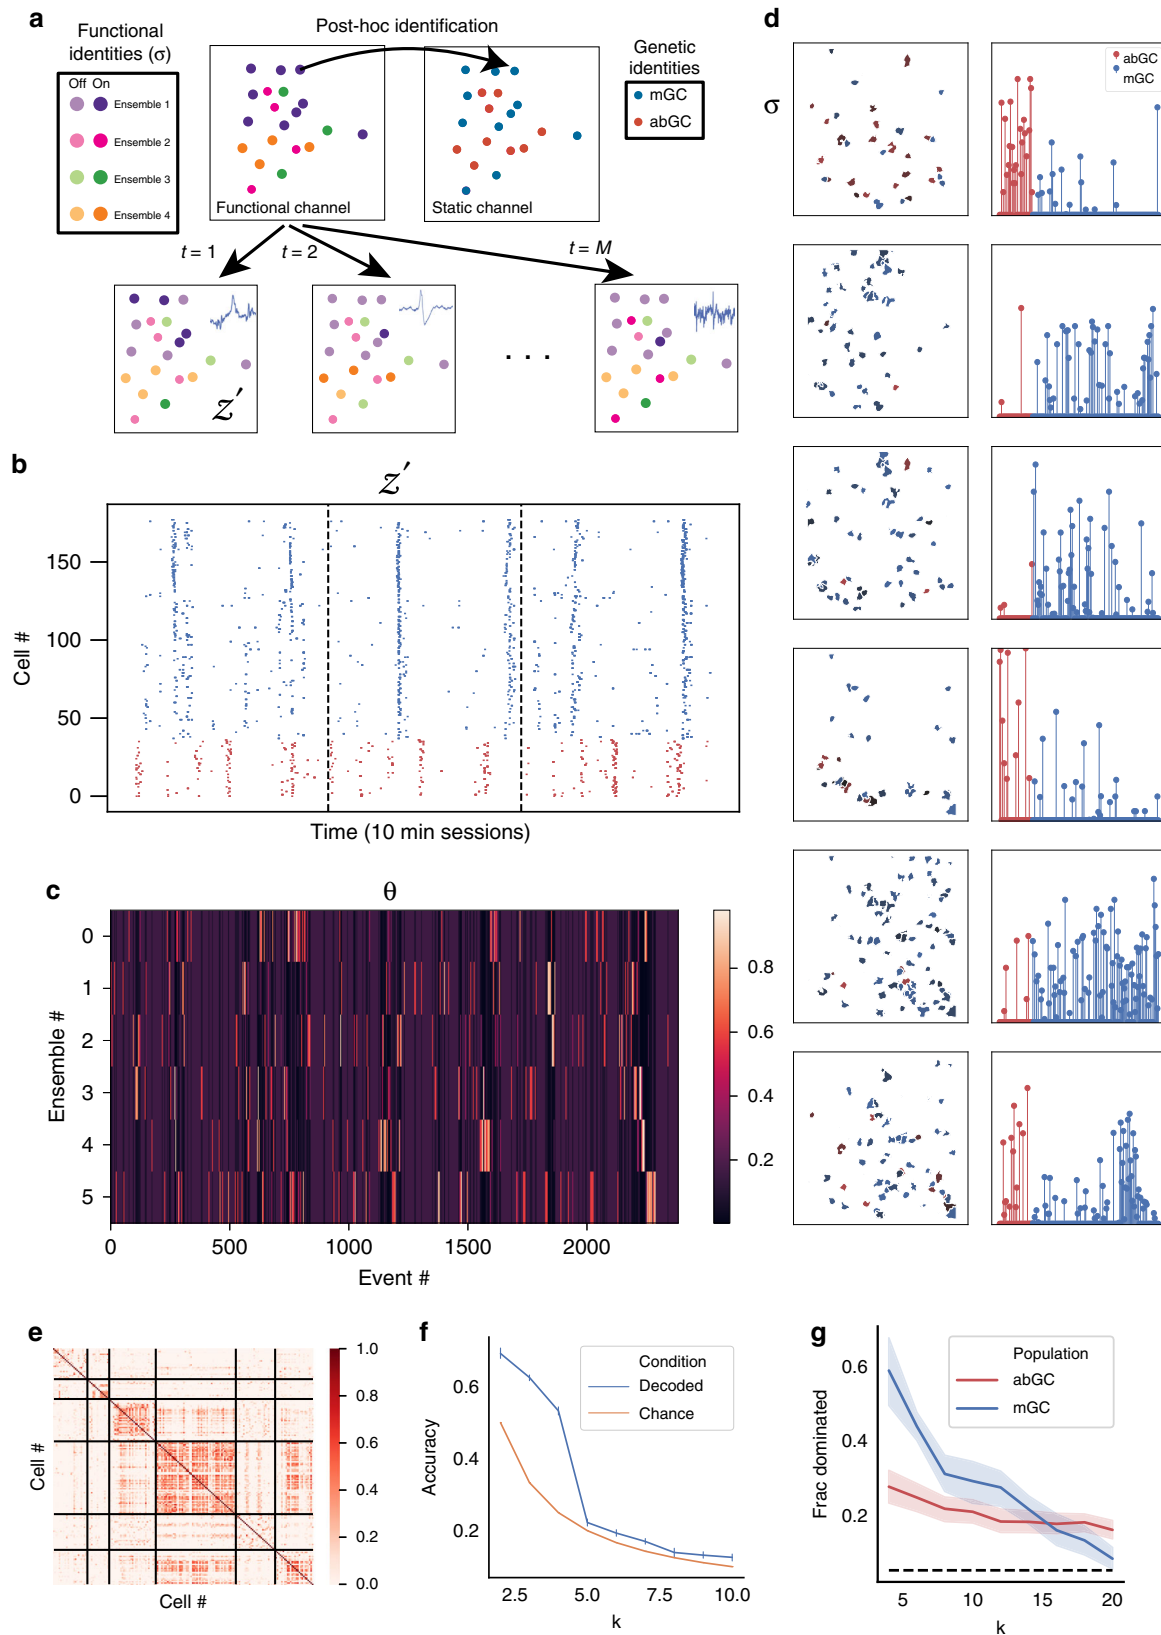 a
Post-hoc identification
Functional
identities (σ)
Off On
Ensemble 1
Ensemble 2
Ensemble 3
Ensemble 4
Functional channel
Static channel
Genetic
identities
mGC
abGC
t = 1
t = 2
t = M
z′
. . .
b
z′
Cell #
150
100
50
0
Time (10 min sessions)
c
θ
Ensemble #
0
1
2
3
4
5
0
500
1000
1500
2000
Event #
0.8
0.6
0.4
0.2
d
σ
abGC
mGC
e
Cell #
Cell #
1.0
0.8
0.6
0.4
0.2
0.0
f
Accuracy
0.6
0.4
0.2
Condition
Decoded
Chance
2.5
5.0
7.5
10.0
k
g
Frac dominated
0.6
0.4
0.2
Population
abGC
mGC
5
10
15
20
k